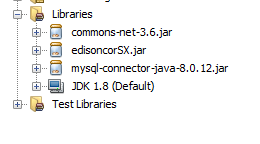 Libraries
commons-net-3.6.jar
edisoncorSX.jar
mysql-connector-java-8.0.12.jar
JDK 1.8 (Default)
Test Libraries